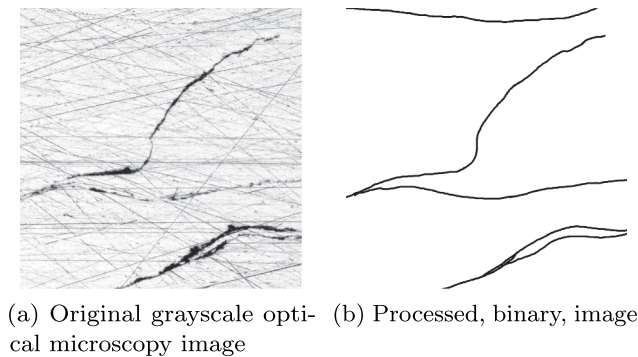 (a) Original grayscale opti-
cal microscopy image
(b) Processed, binary, image